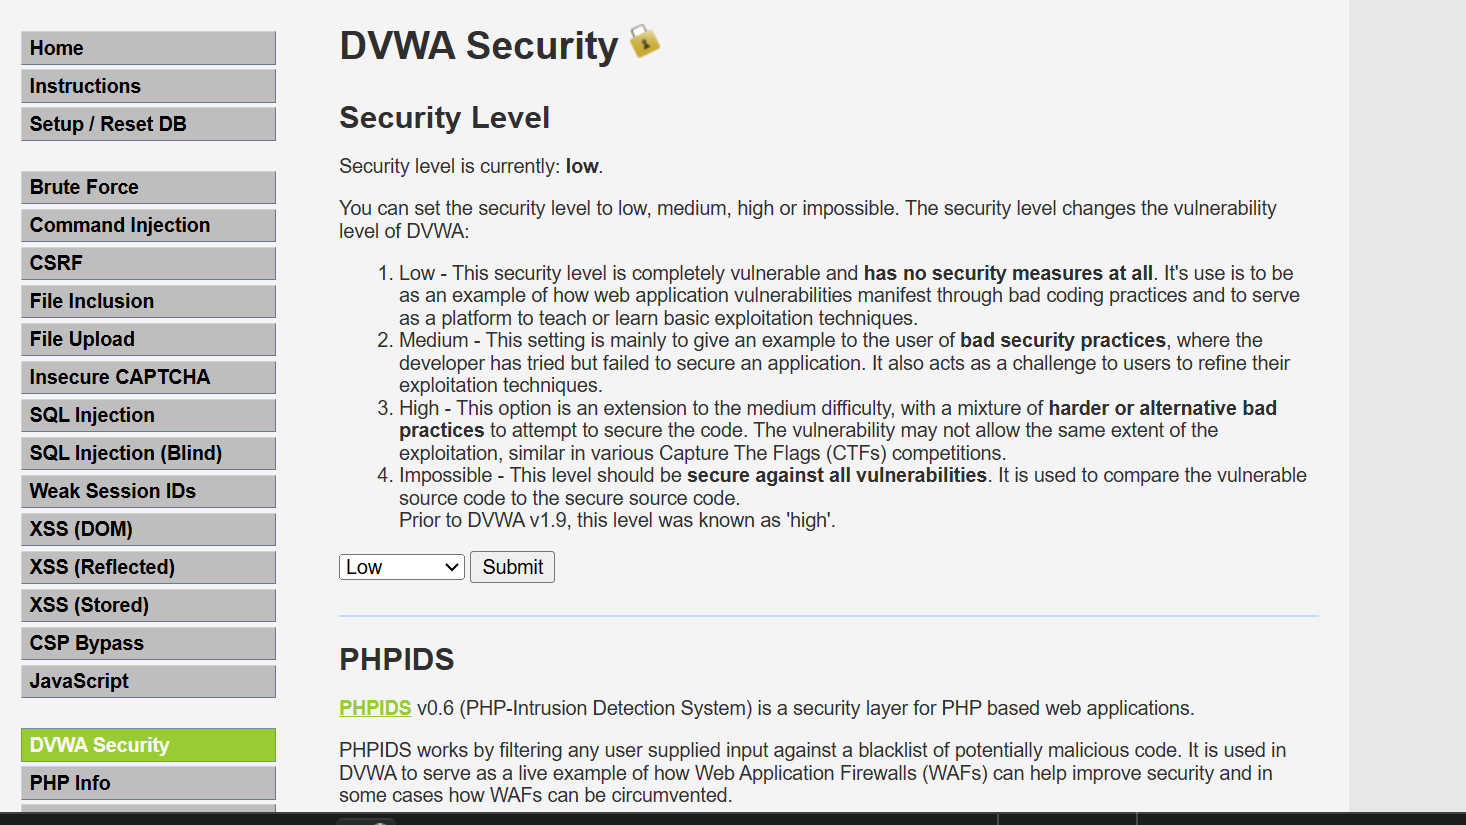 Home
Instructions
Setup / Reset DB
Brute Force
Command Injection
CSRF
File Inclusion
File Upload
Insecure CAPTCHA
SQL Injection
SQL Injection (Blind)
Weak Session IDs
XSS (DOM)
XSS (Reflected)
XSS (Stored)
CSP Bypass
JavaScript
DVWA Security
PHP Info
DVWA Security
Security Level
Security level is currently: low.
You can set the security level to low, medium, high or impossible. The security level changes the vulnerability
level of DVWA:
1. Low - This security level is completely vulnerable and has no security measures at all. It's use is to be
as an example of how web application vulnerabilities manifest through bad coding practices and to serve
as a platform to teach or learn basic exploitation techniques.
2. Medium - This setting is mainly to give an example to the user of bad security practices, where the
developer has tried but failed to secure an application. It also acts as a challenge to users to refine their
exploitation techniques.
3. High - This option is an extension to the medium difficulty, with a mixture of harder or alternative bad
practices to attempt to secure the code. The vulnerability may not allow the same extent of the
exploitation, similar in various Capture The Flags (CTFs) competitions.
4. Impossible - This level should be secure against all vulnerabilities. It is used to compare the vulnerable
source code to the secure source code.
Prior to DVWA v1.9, this level was known as 'high'.
Low Submit
PHPIDS
PHPIDS v0.6 (PHP-Intrusion Detection System) is a security layer for PHP based web applications.
PHPIDS works by filtering any user supplied input against a blacklist of potentially malicious code. It is used in
DVWA to serve as a live example of how Web Application Firewalls (WAFs) can help improve security and in
some cases how WAFs can be circumvented.